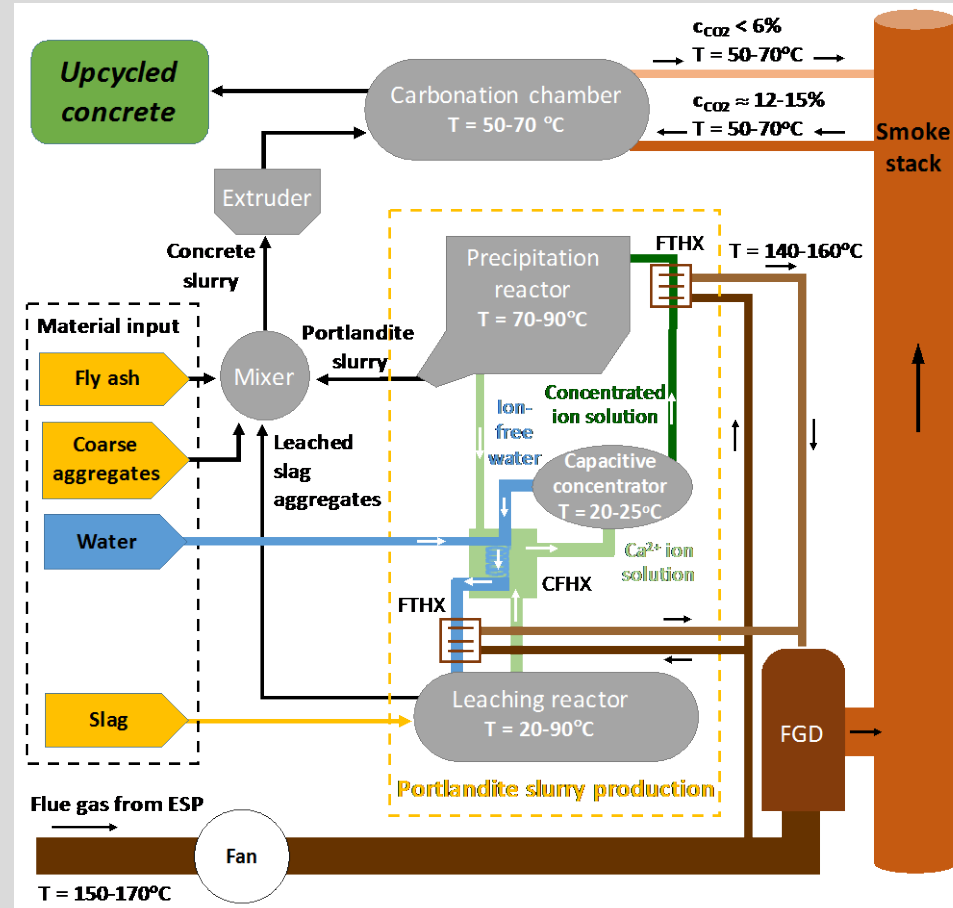 Upcycled
concrete
Carbonation chamber
T = 50-70 °C
cCO2 < 6%
T = 50-70°C
cCO2 ≈ 12-15%
T = 50-70°C
Smoke
stack
Extruder
Concrete
slurry
Precipitation
reactor
T = 70-90°C
FTHX
T = 140-160°C
Material input
Fly ash
Mixer
Portlandite
slurry
Coarse
aggregates
Leached
slag
aggregates
Ion-
free
water
Concentrated
ion solution
Capacitive
concentrator
T = 20-25°C
Water
Ca²⁺ ion
solution
CFHX
FTHX
Slag
Leaching reactor
T = 20-90°C
FGD
Portlandite slurry production
Flue gas from ESP
Fan
T = 150-170°C